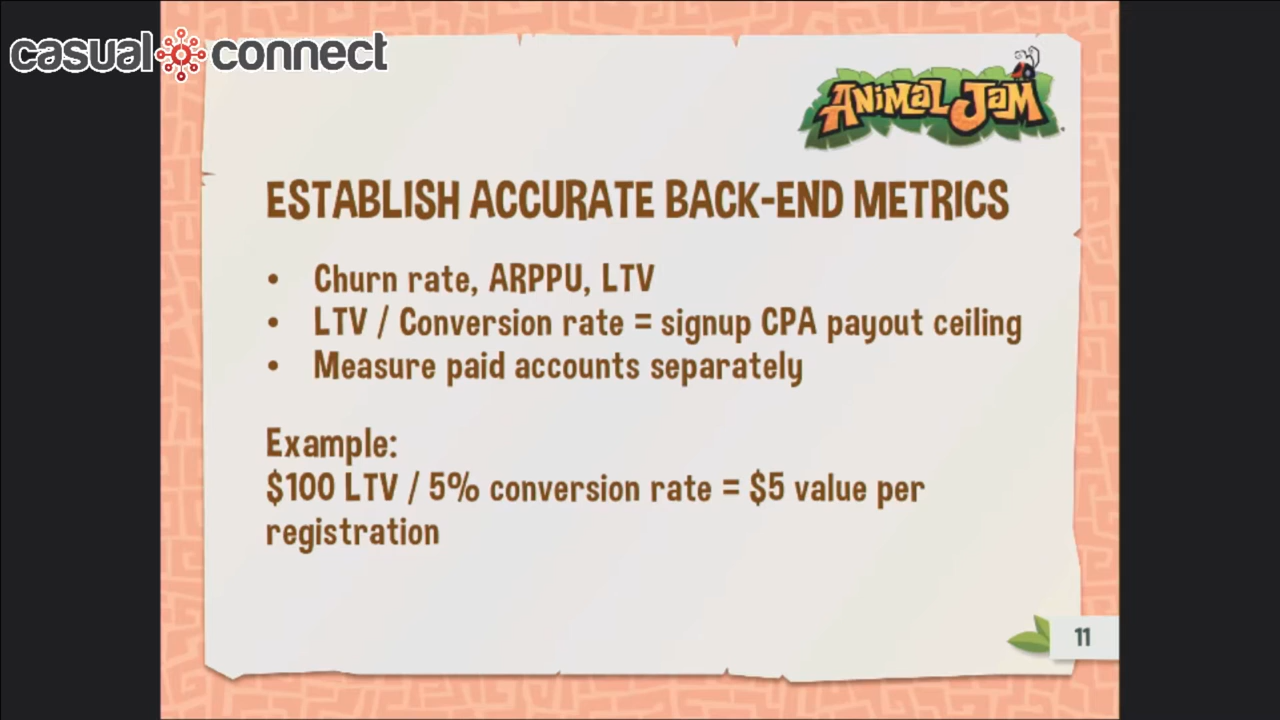 casual connect
ANIMAL JAM
ESTABLISH ACCURATE BACK-END METRICS
• Churn rate, ARPPU, LTV
• LTV / Conversion rate = signup CPA payout ceiling
• Measure paid accounts separately
Example:
$100 LTV / 5% conversion rate = $5 value per
registration
11